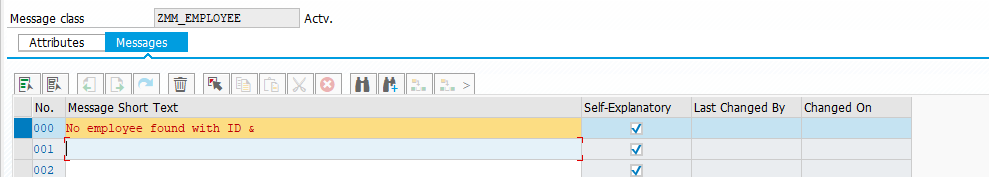 Message class ZMM_EMPLOYEE Actv.
Attributes Messages
No. Message Short Text Self-Explanatory Last Changed By Changed On
000 No employee found with ID &
001
002